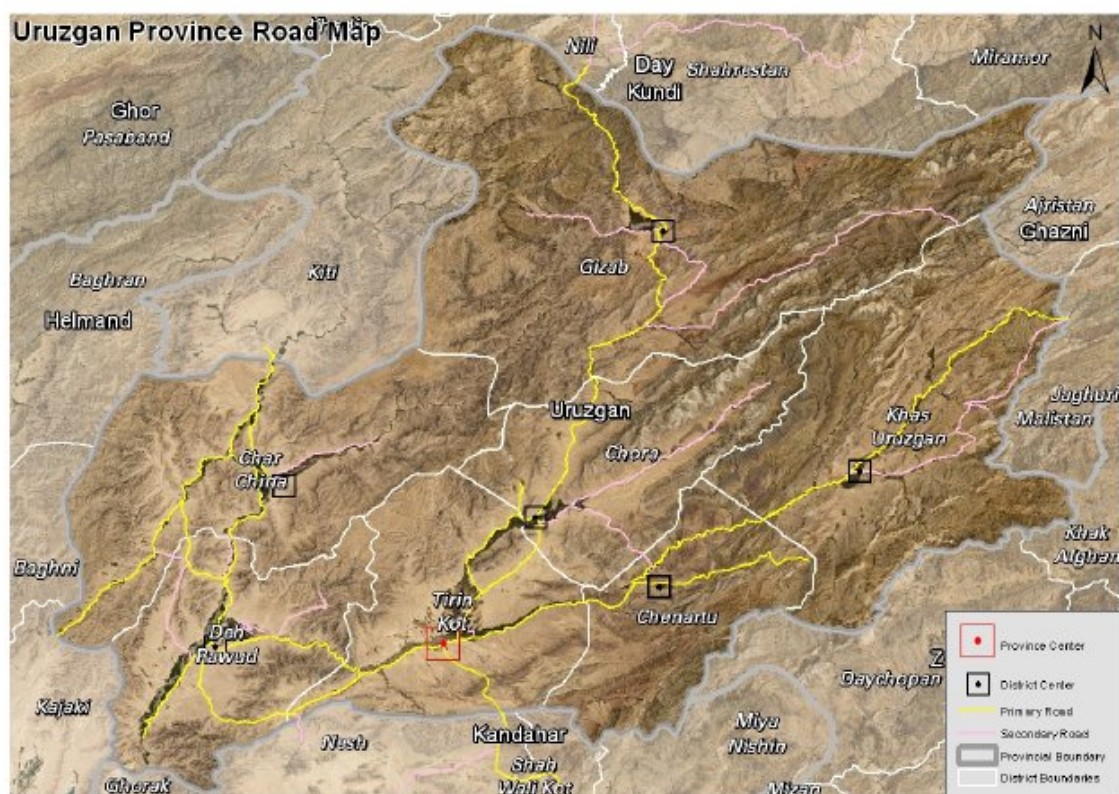 Uruzgan Province Road Map
Nili
Day
Kundi
Shahrestan
Miramor
N
Ghor
Pasaband
Ajristan
Ghazni
Gizab
Kiti
Baghran
Helmand
Uruzgan
Khas
Uruzgan
Jaghuri
Malistan
Char
China
Chora
Baghni
Khak
Afghan
Tirin
Kot
Chenartu
Deh
Rawud
Daychopan
Z
Kajaki
Nesh
Kandahar
Miya
Nishin
Shah
Wali Kot
Ghorak
Mizan
Province Center
District Center
Primary Road
Secondary Road
Provincial Boundary
District Boundaries